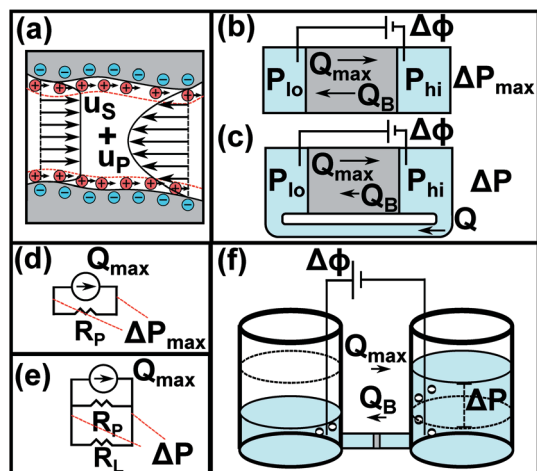 (a)
u_S
+
u_P
(b)
Δϕ
P_lo
Q_max
Q_B
P_hi
ΔP_max
(c)
Δϕ
P_lo
Q_max
Q_B
P_hi
ΔP
Q
(d)
Q_max
R_P
ΔP_max
(e)
Q_max
R_P
R_L
ΔP
(f)
Δϕ
Q_max
Q_B
ΔP